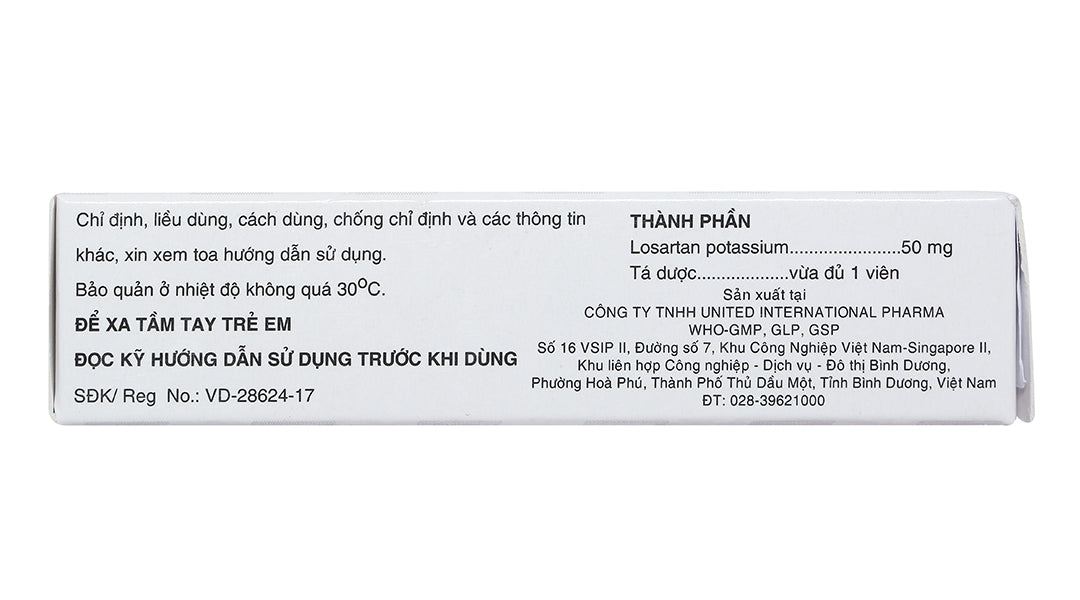 Chỉ định, liều dùng, cách dùng, chống chỉ định và các thông tin
khác, xin xem toa hướng dẫn sử dụng.
Bảo quản ở nhiệt độ không quá 30°C.
ĐỂ XA TẦM TAY TRẺ EM
ĐỌC KỸ HƯỚNG DẪN SỬ DỤNG TRƯỚC KHI DÙNG
SĐK/ Reg No.: VD-28624-17
THÀNH PHẦN
Losartan potassium.......................50 mg
Tá dược...................vừa đủ 1 viên
Sản xuất tại
CÔNG TY TNHH UNITED INTERNATIONAL PHARMA
WHO-GMP, GLP, GSP
Số 16 VSIP II, Đường số 7, Khu Công Nghiệp Việt Nam-Singapore II,
Khu liên hợp Công nghiệp - Dịch vụ - Đô thị Bình Dương,
Phường Hoà Phú, Thành Phố Thủ Dầu Một, Tỉnh Bình Dương, Việt Nam
ĐT: 028-39621000